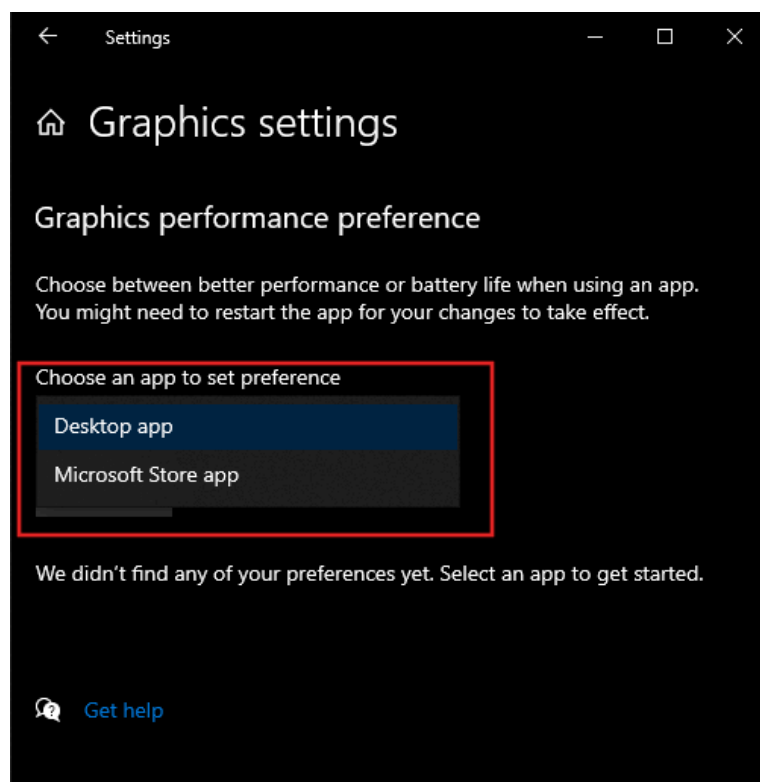 Settings
Graphics settings
Graphics performance preference
Choose between better performance or battery life when using an app.
You might need to restart the app for your changes to take effect.
Choose an app to set preference
Desktop app
Microsoft Store app
We didn't find any of your preferences yet. Select an app to get started.
Get help